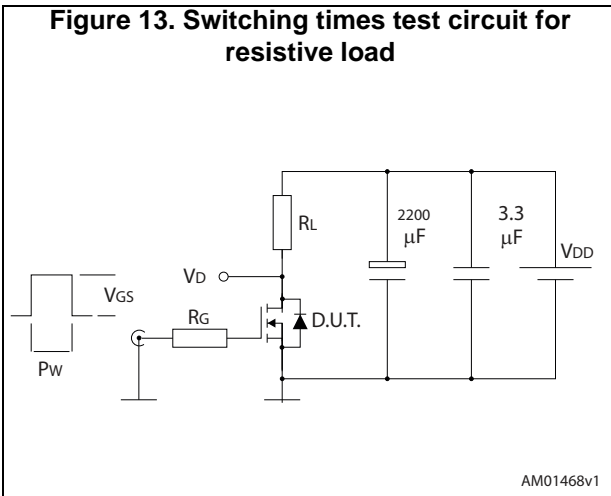 Figure 13. Switching times test circuit for
resistive load
RL
2200
μF
3.3
μF
VDD
VD
VGS
RG
D.U.T.
PW
AM01468v1